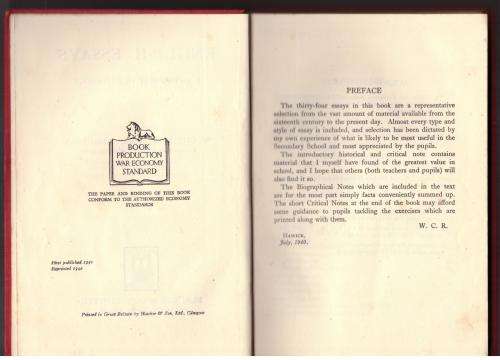 BOOK
PRODUCTION
WAR ECONOMY
STANDARD
THE PAPER AND BINDING OF THIS BOOK
CONFORM TO THE AUTHORIZED ECONOMY
STANDARDS
First published
Reprinted
Printed in Great Britain by Blackie & Son, Ltd., Glasgow
PREFACE
The thirty-four essays in this book are a representative
selection from the vast amount of material available from the
sixteenth century to the present day. Almost every type and
style of essay is included, and selection has been dictated by
my own experience of what is likely to be most useful in the
Secondary School and most appreciated by the pupils.
The introductory historical and critical note contains
material that I myself have found of the greatest value in
school, and I hope that others (both teachers and pupils) will
also find it so.
The Biographical Notes which are included in the text
are for the most part simply facts conveniently summed up.
The short Critical Notes at the end of the book may afford
some guidance to pupils tackling the exercises which are
printed along with them.
W. C. R.
Hawick,
July, 1940.